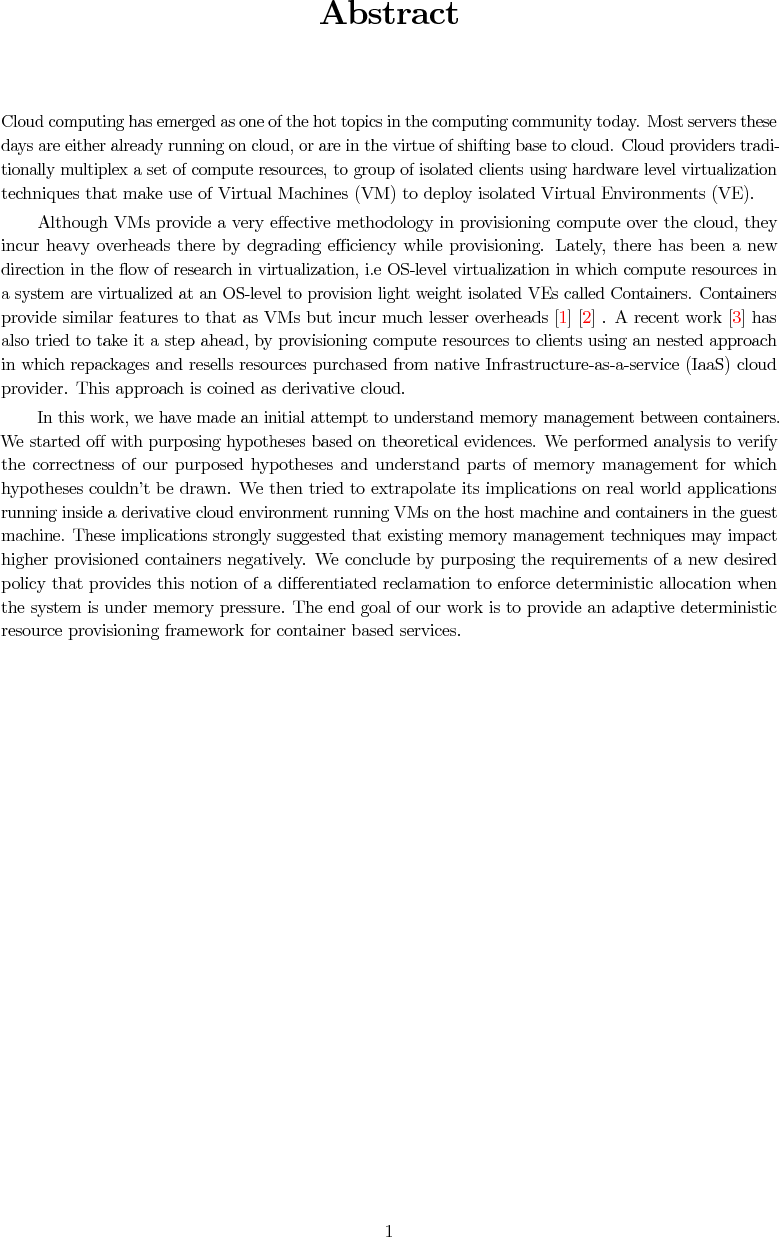 Abstract
Cloud computing has emerged as one of the hot topics in the computing community today. Most servers these
days are either already running on cloud, or are in the virtue of shifting base to cloud. Cloud providers tradi-
tionally multiplex a set of compute resources, to group of isolated clients using hardware level virtualization
techniques that make use of Virtual Machines (VM) to deploy isolated Virtual Environments (VE).
Although VMs provide a very effective methodology in provisioning compute over the cloud, they
incur heavy overheads there by degrading efficiency while provisioning. Lately, there has been a new
direction in the flow of research in virtualization, i.e OS-level virtualization in which compute resources in
a system are virtualized at an OS-level to provision light weight isolated VEs called Containers. Containers
provide similar features to that as VMs but incur much lesser overheads [1] [2] . A recent work [3] has
also tried to take it a step ahead, by provisioning compute resources to clients using an nested approach
in which repackages and resells resources purchased from native Infrastructure-as-a-service (IaaS) cloud
provider. This approach is coined as derivative cloud.
In this work, we have made an initial attempt to understand memory management between containers.
We started off with purposing hypotheses based on theoretical evidences. We performed analysis to verify
the correctness of our purposed hypotheses and understand parts of memory management for which
hypotheses couldn't be drawn. We then tried to extrapolate its implications on real world applications
running inside a derivative cloud environment running VMs on the host machine and containers in the guest
machine. These implications strongly suggested that existing memory management techniques may impact
higher provisioned containers negatively. We conclude by purposing the requirements of a new desired
policy that provides this notion of a differentiated reclamation to enforce deterministic allocation when
the system is under memory pressure. The end goal of our work is to provide an adaptive deterministic
resource provisioning framework for container based services.
1